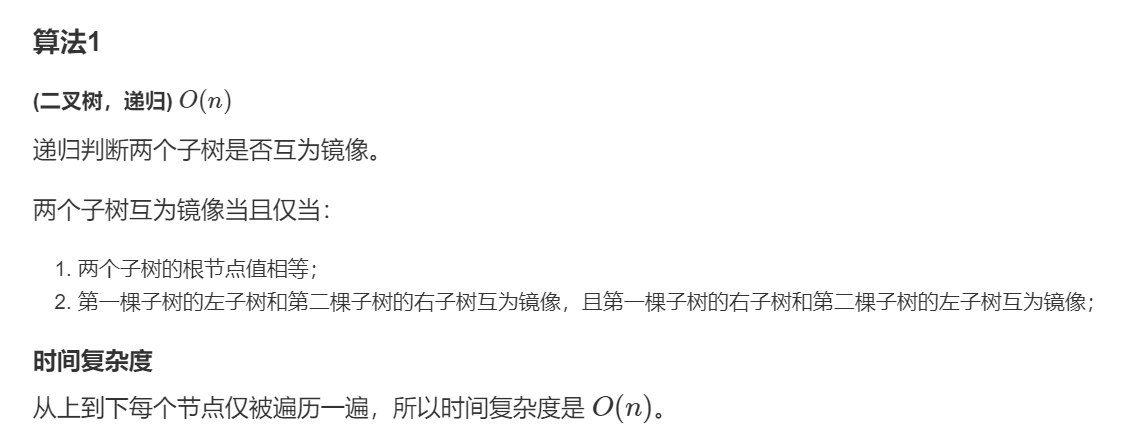 算法1
(二叉树，递归) O(n)
递归判断两个子树是否互为镜像。
两个子树互为镜像当且仅当：
1. 两个子树的根节点值相等；
2. 第一棵子树的左子树和第二棵子树的右子树互为镜像，且第一棵子树的右子树和第二棵子树的左子树互为镜像；
时间复杂度
从上到下每个节点仅被遍历一遍，所以时间复杂度是 O(n)。